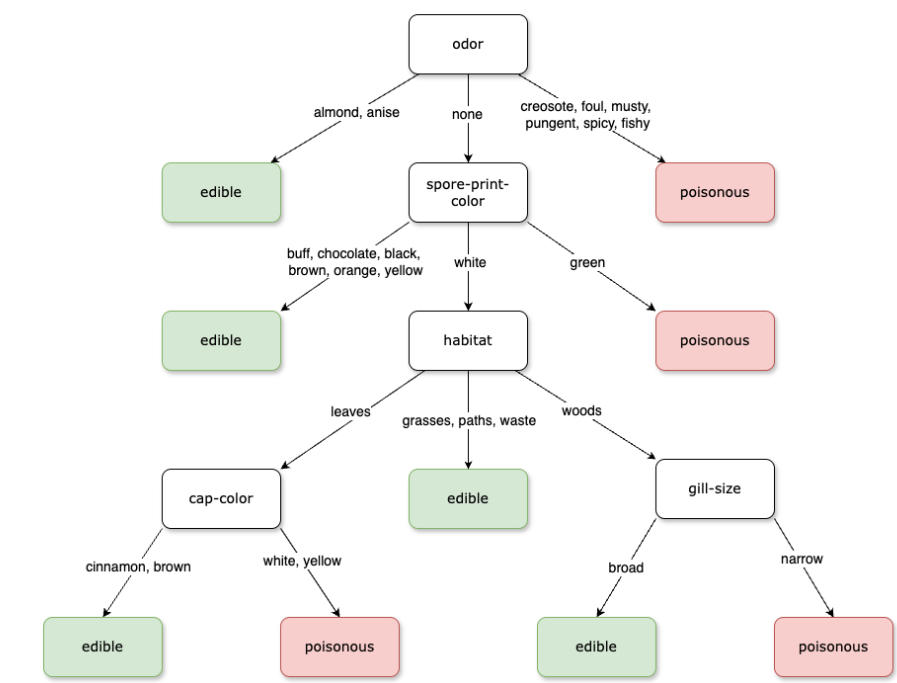 odor
almond, anise
none
creosote, foul, musty,
pungent, spicy, fishy
edible
spore-print-
color
poisonous
buff, chocolate, black,
brown, orange, yellow
white
green
edible
habitat
poisonous
leaves
grasses, paths, waste
woods
cap-color
edible
gill-size
cinnamon, brown
white, yellow
broad
narrow
edible
poisonous
edible
poisonous